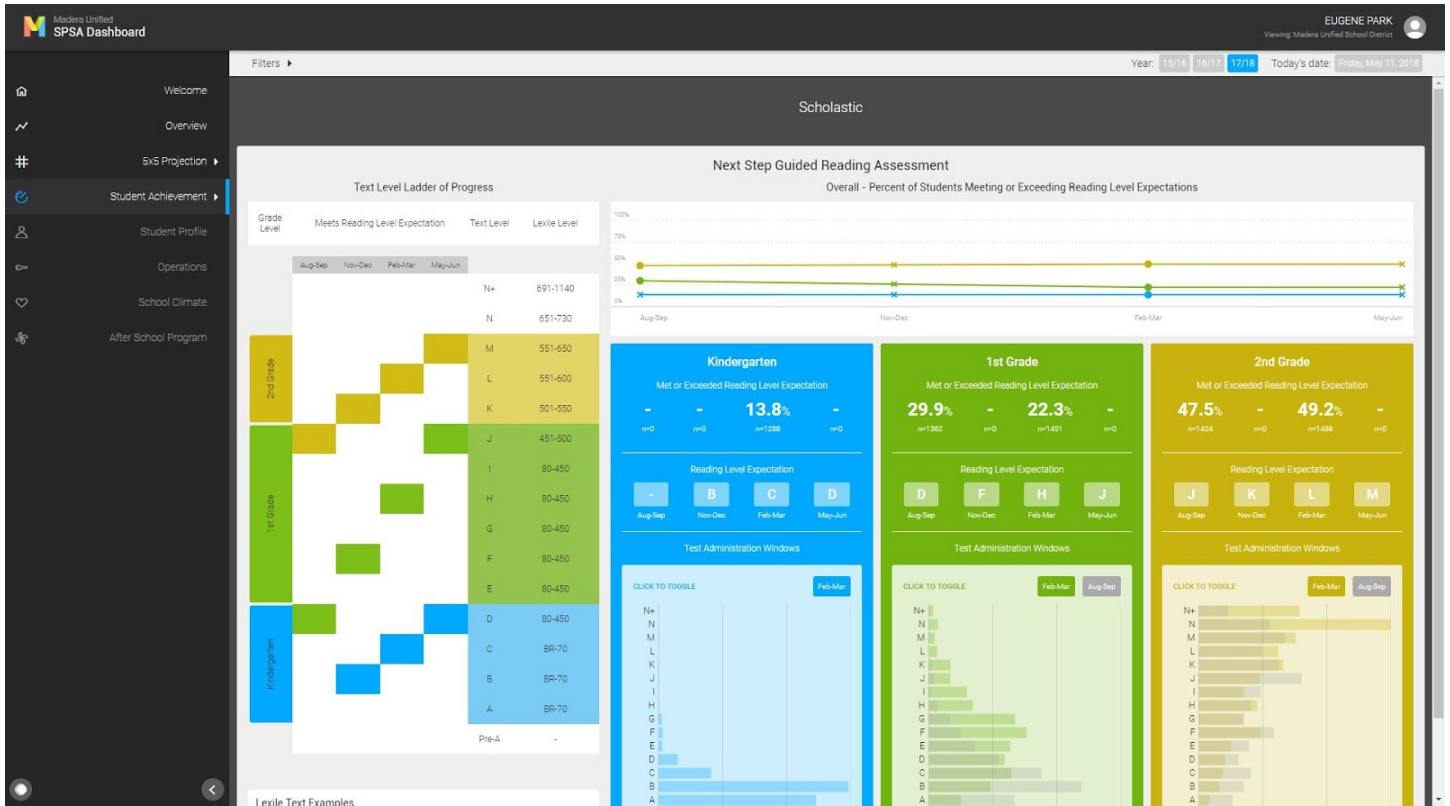 Madera Unified
SPSA Dashboard
EUGENE PARK
Viewing: Madera Unified School District
Filters
Year: 15/16 16/17 17/18 Today's date: Friday, May 11, 2018
Welcome
Overview
5x5 Projection
Student Achievement
Student Profile
Operations
School Climate
After School Program
Scholastic
Next Step Guided Reading Assessment
Text Level Ladder of Progress
Grade Level Meets Reading Level Expectation Text Level Lexile Level
Aug-Sep Nov-Dec Feb-Mar May-Jun
N+ 691-1140
N 651-730
M 551-650
L 551-600
K 501-550
J 451-500
I 80-450
H 80-450
G 80-450
F 80-450
E 80-450
D 80-450
C BR-70
B BR-70
A BR-70
Pre-A -
2nd Grade
1st Grade
Kindergarten
Lexile Text Examples
Overall - Percent of Students Meeting or Exceeding Reading Level Expectations
100%
75%
50%
25%
0%
Aug-Sep Nov-Dec Feb-Mar May-Jun
Kindergarten
Met or Exceeded Reading Level Expectation
- - 13.8% -
n=0 n=0 n=1288 n=0
Reading Level Expectation
- B C D
Aug-Sep Nov-Dec Feb-Mar May-Jun
Test Administration Windows
CLICK TO TOGGLE Feb-Mar
N+
N
M
L
K
J
I
H
G
F
E
D
C
B
A
1st Grade
Met or Exceeded Reading Level Expectation
29.9% - 22.3% -
n=1362 n=0 n=1451 n=0
Reading Level Expectation
D F H J
Aug-Sep Nov-Dec Feb-Mar May-Jun
Test Administration Windows
CLICK TO TOGGLE Feb-Mar Aug-Sep
N+
N
M
L
K
J
I
H
G
F
E
D
C
B
A
2nd Grade
Met or Exceeded Reading Level Expectation
47.5% - 49.2% -
n=1424 n=0 n=1488 n=0
Reading Level Expectation
J K L M
Aug-Sep Nov-Dec Feb-Mar May-Jun
Test Administration Windows
CLICK TO TOGGLE Feb-Mar Aug-Sep
N+
N
M
L
K
J
I
H
G
F
E
D
C
B
A